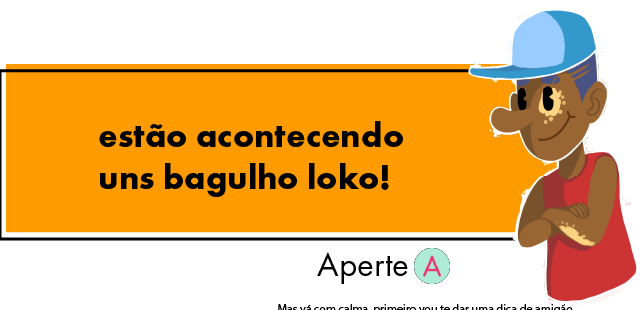 estão acontecendo
uns bagulho loko!
Aperte A
Mas vá com calma, primeiro vou te dar uma dica de amigão